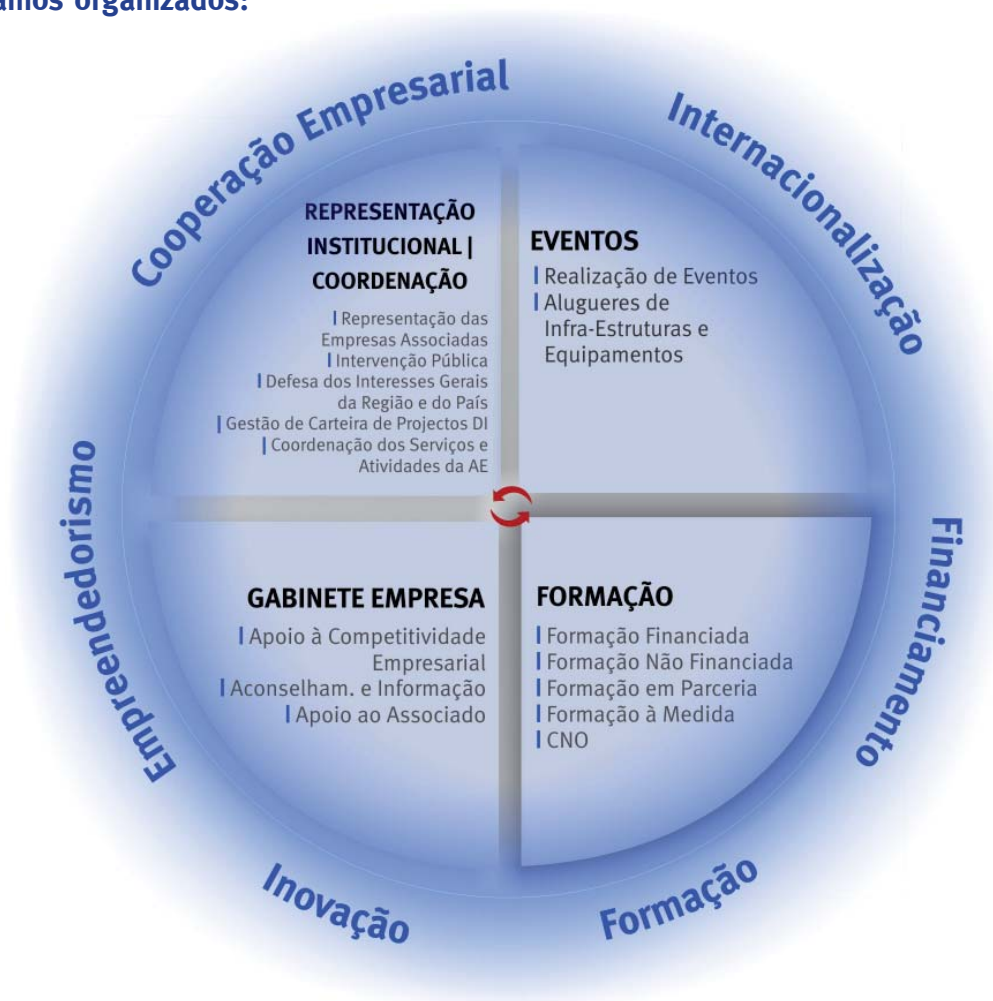 organizados:
Cooperação Empresarial
Internacionalização
REPRESENTAÇÃO
INSTITUCIONAL |
COORDENAÇÃO
| Representação das
Empresas Associadas
| Intervenção Pública
| Defesa dos Interesses Gerais
da Região e do País
| Gestão de Carteira de Projectos DI
| Coordenação dos Serviços e
Atividades da AE
EVENTOS
| Realização de Eventos
| Alugueres de
Infra-Estruturas e
Equipamentos
Empreendedorismo
Financiamento
GABINETE EMPRESA
| Apoio à Competitividade
Empresarial
| Aconselham. e Informação
| Apoio ao Associado
FORMAÇÃO
| Formação Financiada
| Formação Não Financiada
| Formação em Parceria
| Formação à Medida
| CNO
Inovação
Formação